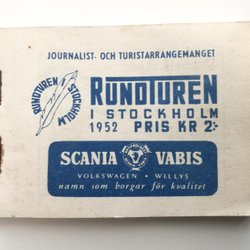 JOURNALIST- OCH TURISTARRANGEMANGET
RUNDTUREN
I STOCKHOLM
RUNDTUREN
I STOCKHOLM
1952 PRIS KR 2:-
SCANIA VABIS
VOLKSWAGEN • WILLYS
namn som borgar för kvalitet